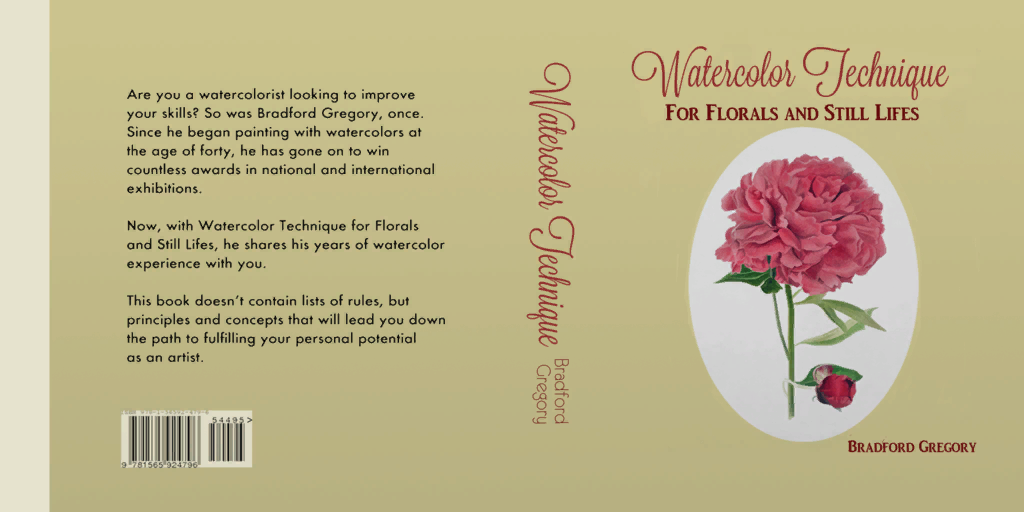 Are you a watercolorist looking to improve
your skills? So was Bradford Gregory, once.
Since he began painting with watercolors at
the age of forty, he has gone on to win
countless awards in national and international
exhibitions.
Now, with Watercolor Technique for Florals
and Still Lifes, he shares his years of watercolor
experience with you.
This book doesn't contain lists of rules, but
principles and concepts that will lead you down
the path to fulfilling your personal potential
as an artist.
54495>
9 781565 924796
Watercolor Technique
Bradford
Gregory
Watercolor Technique
For Florals and Still Lifes
Bradford Gregory